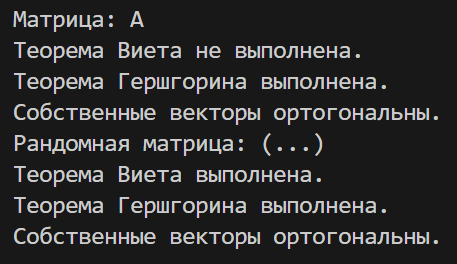 Матрица: A
Теорема Виета не выполнена.
Теорема Гершгорина выполнена.
Собственные векторы ортогональны.
Рандомная матрица: (...)
Теорема Виета выполнена.
Теорема Гершгорина выполнена.
Собственные векторы ортогональны.